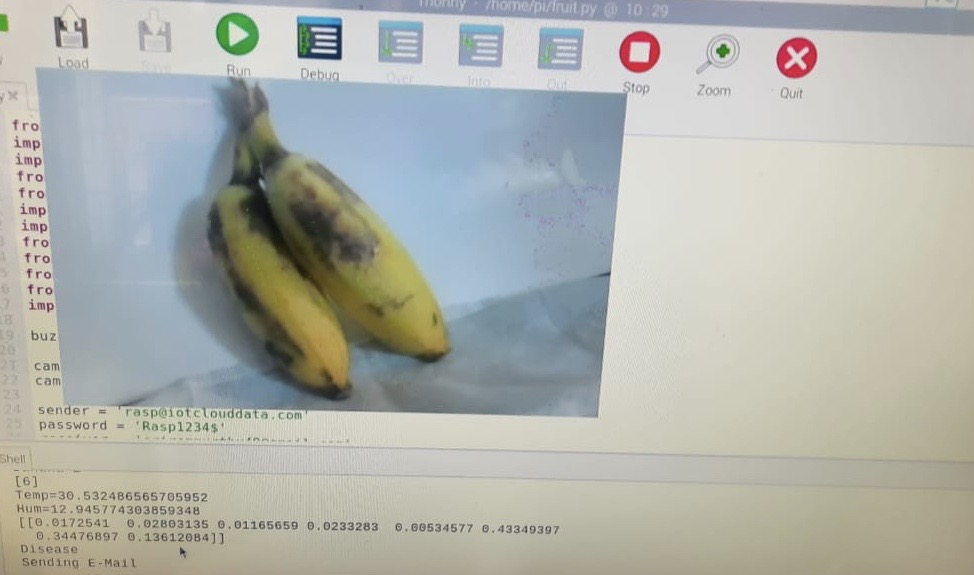 Thonny - /home/pi/fruit.py @ 10:29
Load
Save
Run
Debug
Over
Into
Out
Stop
Zoom
Quit
fro
imp
imp
fro
fro
imp
imp
fro
fro
fro
fro
imp
buz
cam
cam
sender = 'rasp@iotclouddata.com'
password = 'Rasp1234$'
Shell
[6]
Temp=30.532486565705952
Hum=12.945774303859348
[[0.0172541 0.02803135 0.01165659 0.0233283 0.00534577 0.43349397
0.34476897 0.13612084]]
Disease
Sending E-Mail